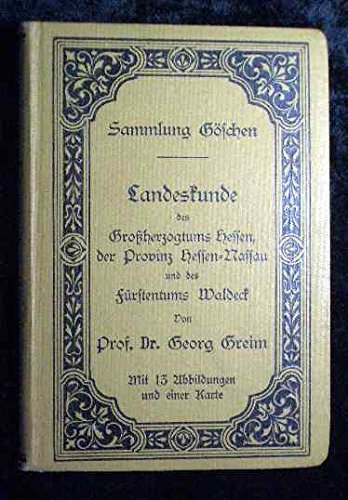 Sammlung Göschen
Landeskunde
des
Großherzogtums Hessen,
der Provinz Hessen-Nassau
und des
Fürstentums Waldeck
Von
Prof. Dr. Georg Greim
Mit 13 Abbildungen
und einer Karte